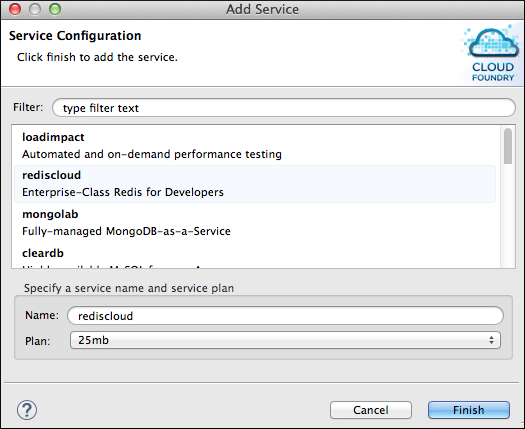 Add Service
Service Configuration
Click finish to add the service.
CLOUD
FOUNDRY
Filter: type filter text
loadimpact
Automated and on-demand performance testing
rediscloud
Enterprise-Class Redis for Developers
mongolab
Fully-managed MongoDB-as-a-Service
cleardb
Specify a service name and service plan
Name: rediscloud
Plan: 25mb
? Cancel Finish